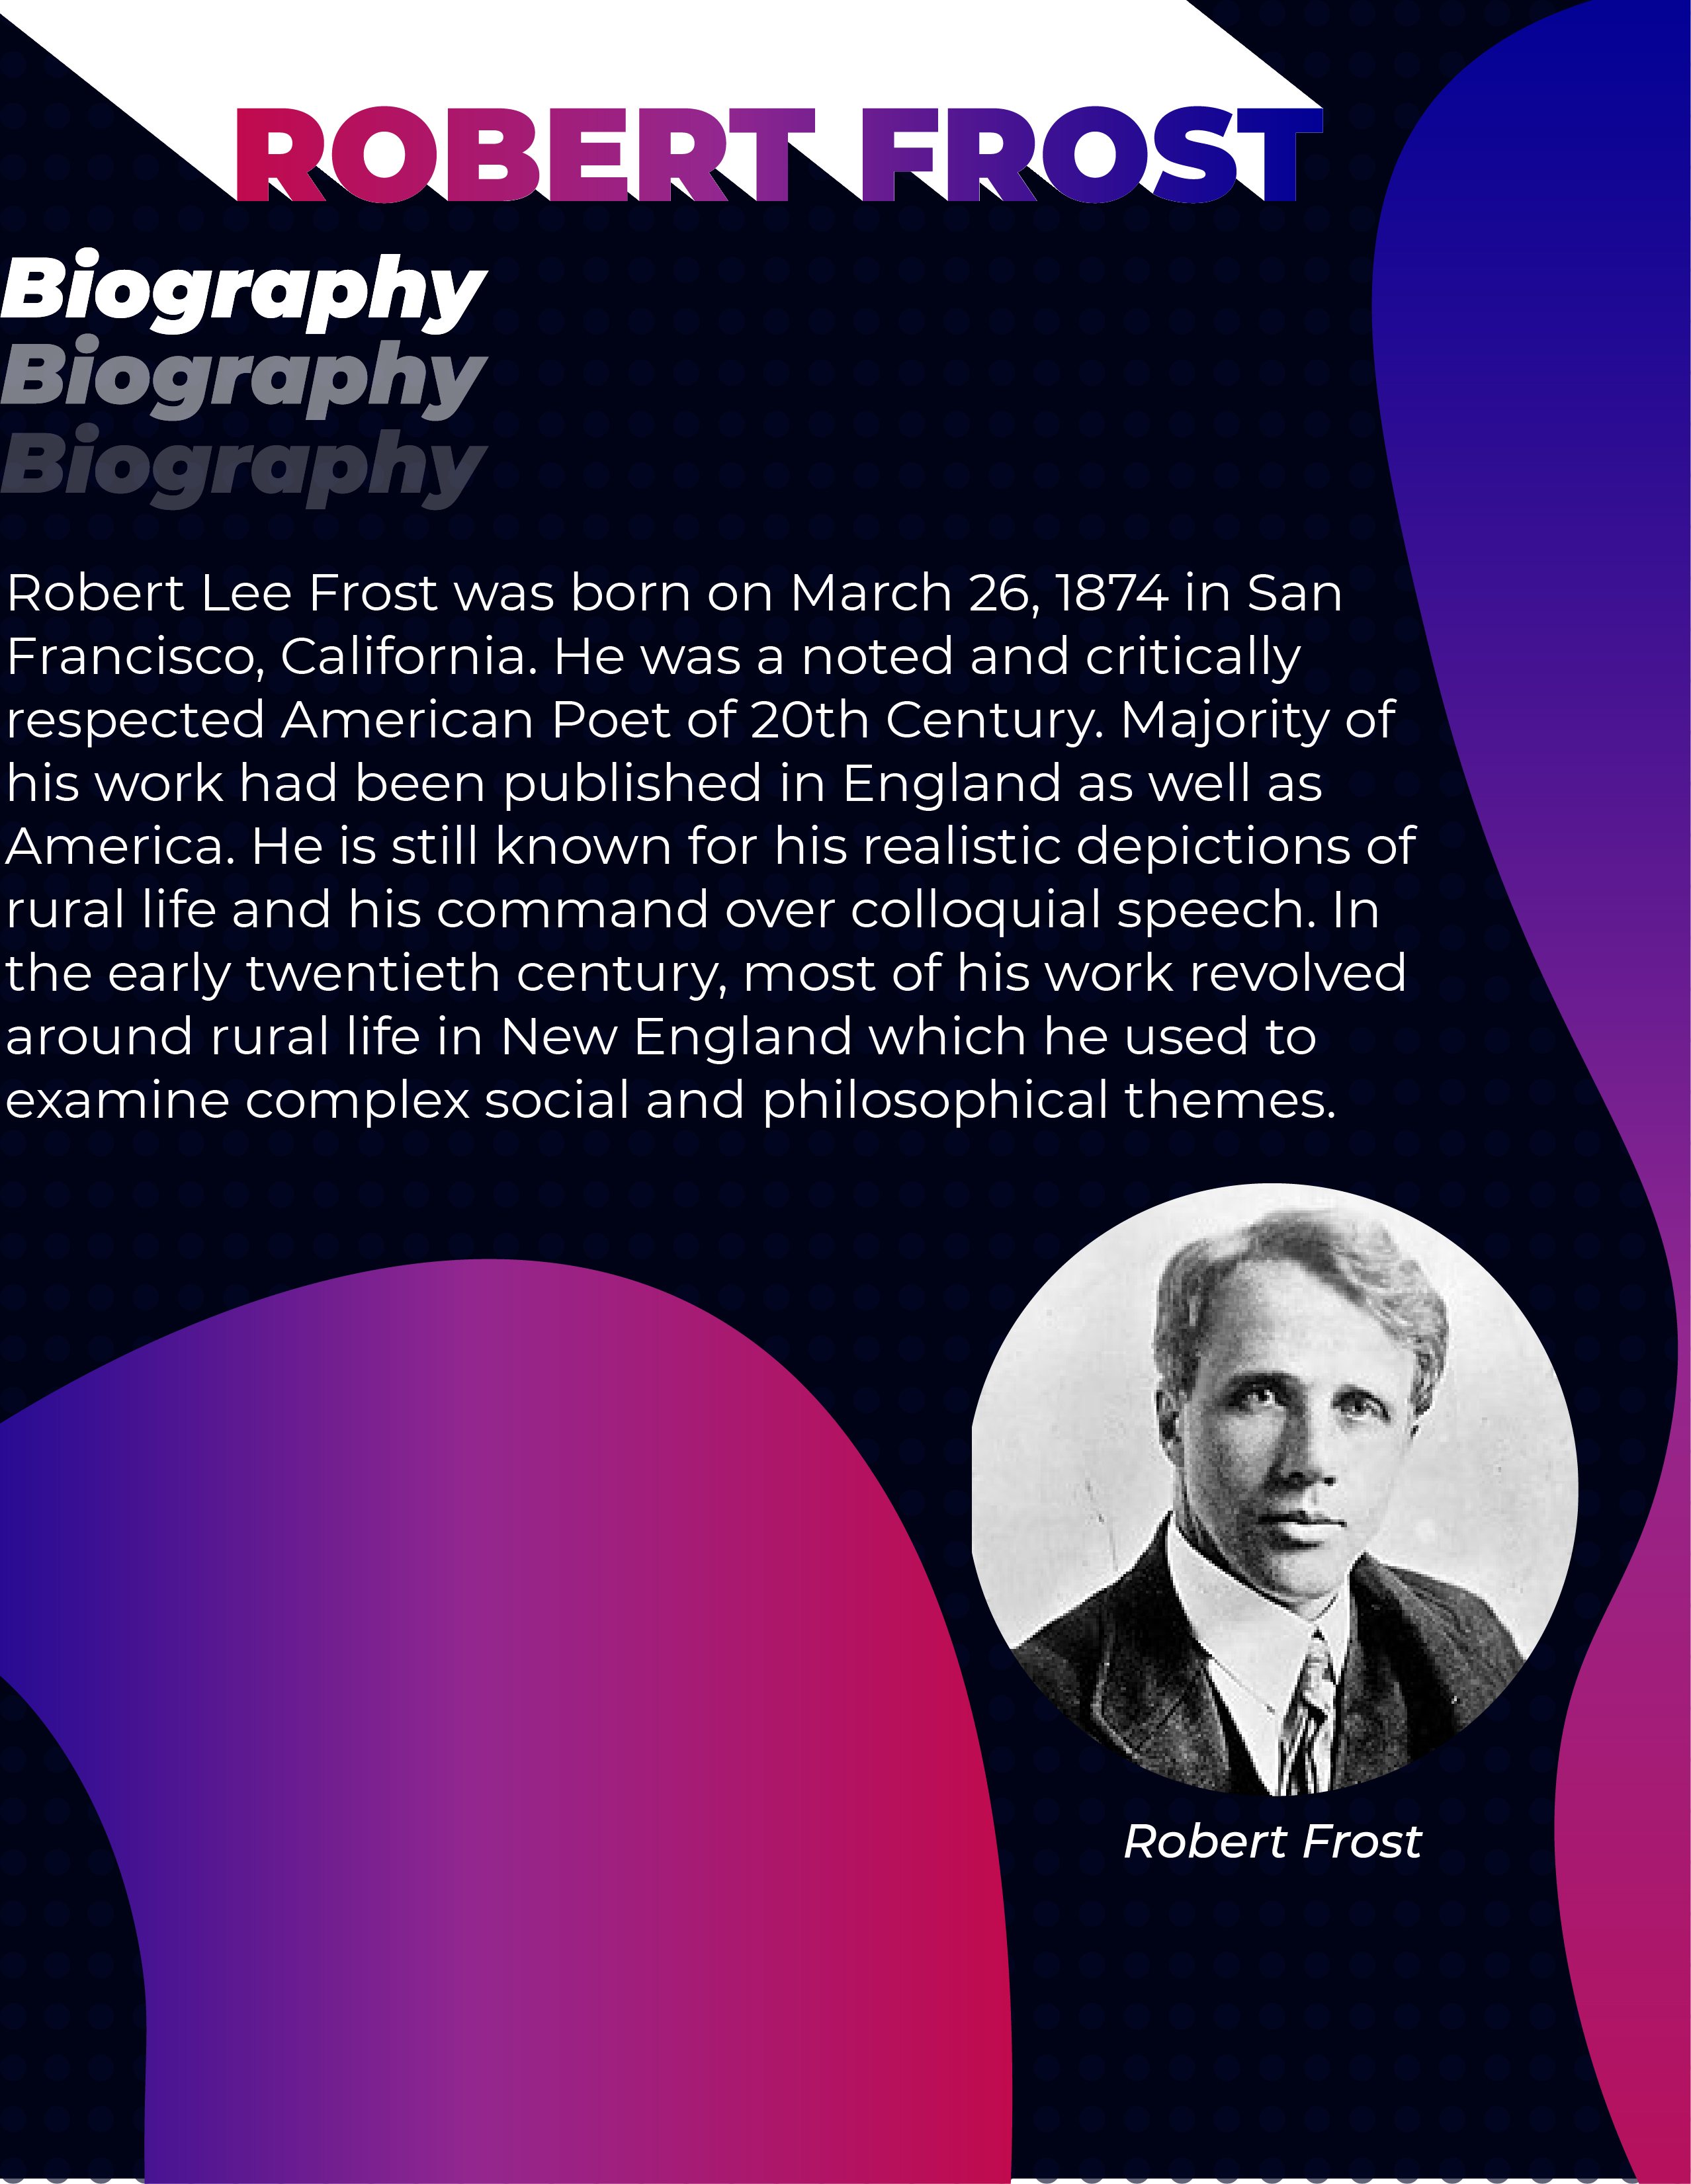 ROBERT FROST
Biography
Biography
Biography
Robert Lee Frost was born on March 26, 1874 in San
Francisco, California. He was a noted and critically
respected American Poet of 20th Century. Majority of
his work had been published in England as well as
America. He is still known for his realistic depictions of
rural life and his command over colloquial speech. In
the early twentieth century, most of his work revolved
around rural life in New England which he used to
examine complex social and philosophical themes.
Robert Frost